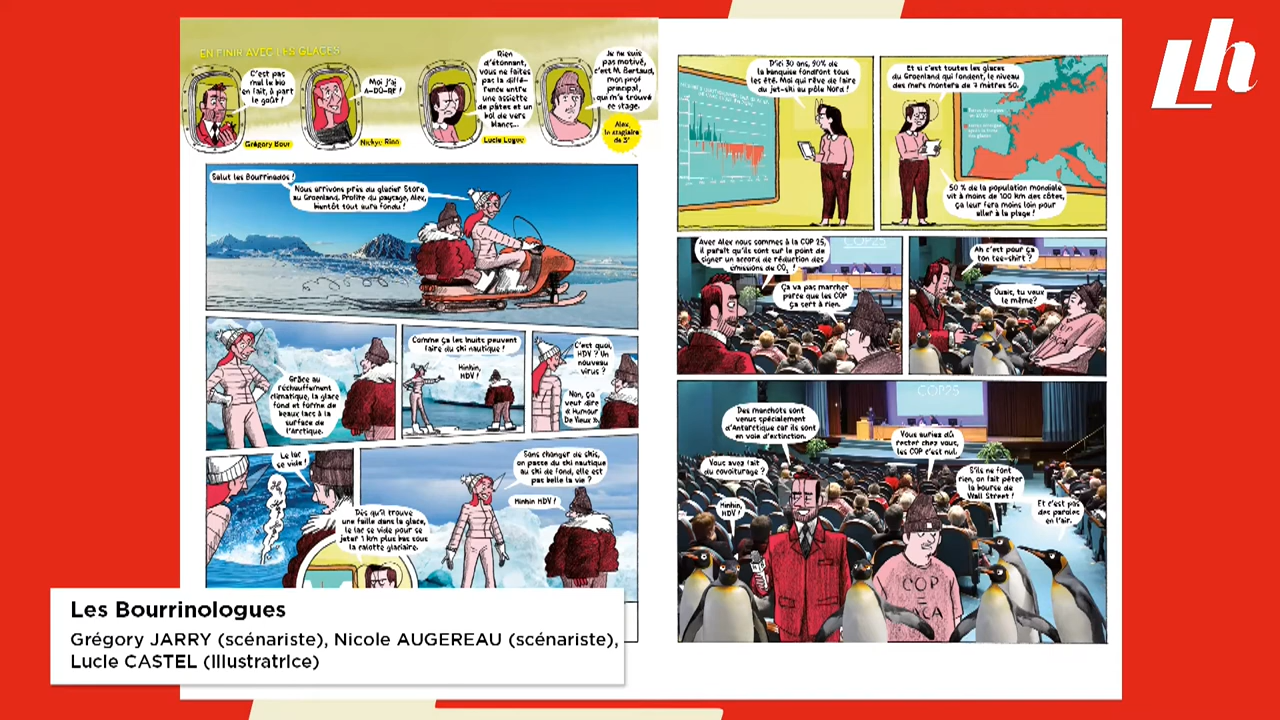 EN FINIR AVEC LES GLACES
C'est pas
mal le bio
en fait, à part
le goût !
Grégory Bour
Moi j'ai
A-DO-RÉ !
Rien
d'étonnant,
vous ne faites
pas la diffé-
rence entre
une assiette
de pâtes et un
bol de vers
blancs...
Je ne suis
pas motivé,
c'est M. Bertaud,
mon prof
principal,
qui m'a trouvé
ce stage.
Alex,
le stagiaire
de 3e
Salut les Bourrinados !
Nous arrivons près du glacier Store
au Groenland. Profite du paysage, Alex,
bientôt tout aura fondu !
Grâce au
réchauffement
climatique, la glace
fond et forme de
beaux lacs à la
surface de
l'Arctique.
Comme ça les Inuits peuvent
faire du ski nautique !
Hinhin,
HDV !
C'est quoi,
HDV ? Un
nouveau
virus ?
Non, ça
veut dire
« Humour
De Vieux ».
Le lac
se vide !
Dès qu'il trouve
une faille dans la glace,
le lac se vide pour se
jeter 1 km plus bas sous
la calotte glaciaire.
Sans changer de skis,
on passe du ski nautique
au ski de fond, elle est
pas belle la vie ?
Hinhin HDV !
D'ici 30 ans, 90% de
la banquise fondront tous
les été. Moi qui rêve de faire
du jet-ski au pôle Nord !
Et si c'est toutes les glaces
du Groenland qui fondent, le niveau
des mers montera de 7 mètres 50.
50 % de la population mondiale
vit à moins de 100 km des côtes,
ça leur fera moins loin pour
aller à la plage !
Avec Alex nous sommes à la COP 25,
il paraît qu'ils sont sur le point de
signer un accord de réduction des
émissions de CO2 !
COP25
Ça va pas marcher
parce que les COP
ça sert à rien.
Ah c'est pour ça
ton tee-shirt ?
Ouais, tu veux
le même?
COP25
Des manchots sont
venus spécialement
d'Antarctique car ils sont
en voie d'extinction.
Vous auriez dû
rester chez vous,
les COP c'est nul.
Vous avez fait
du covoiturage ?
S'ils ne font
rien, on fait péter
la bourse de
Wall Street !
Hinhin,
HDV !
Et c'est pas
des paroles
en l'air.
COP
=
CA
Les Bourrinologues
Grégory JARRY (scénariste), Nicole AUGEREAU (scénariste),
Lucie CASTEL (illustratrice)
Lh